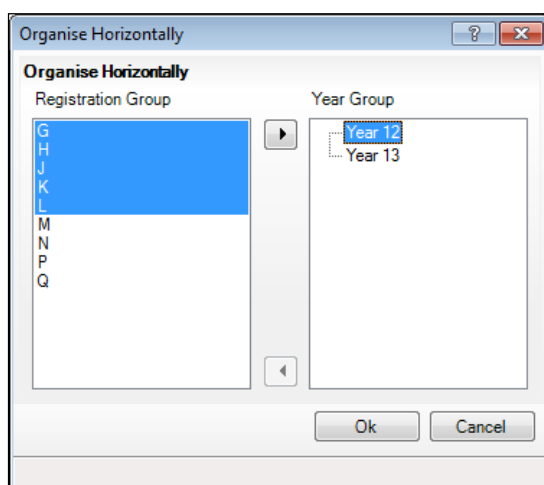 Organise Horizontally
?
Organise Horizontally
Registration Group
Year Group
G
H
J
K
L
M
N
P
Q
Year 12
Year 13
Ok
Cancel